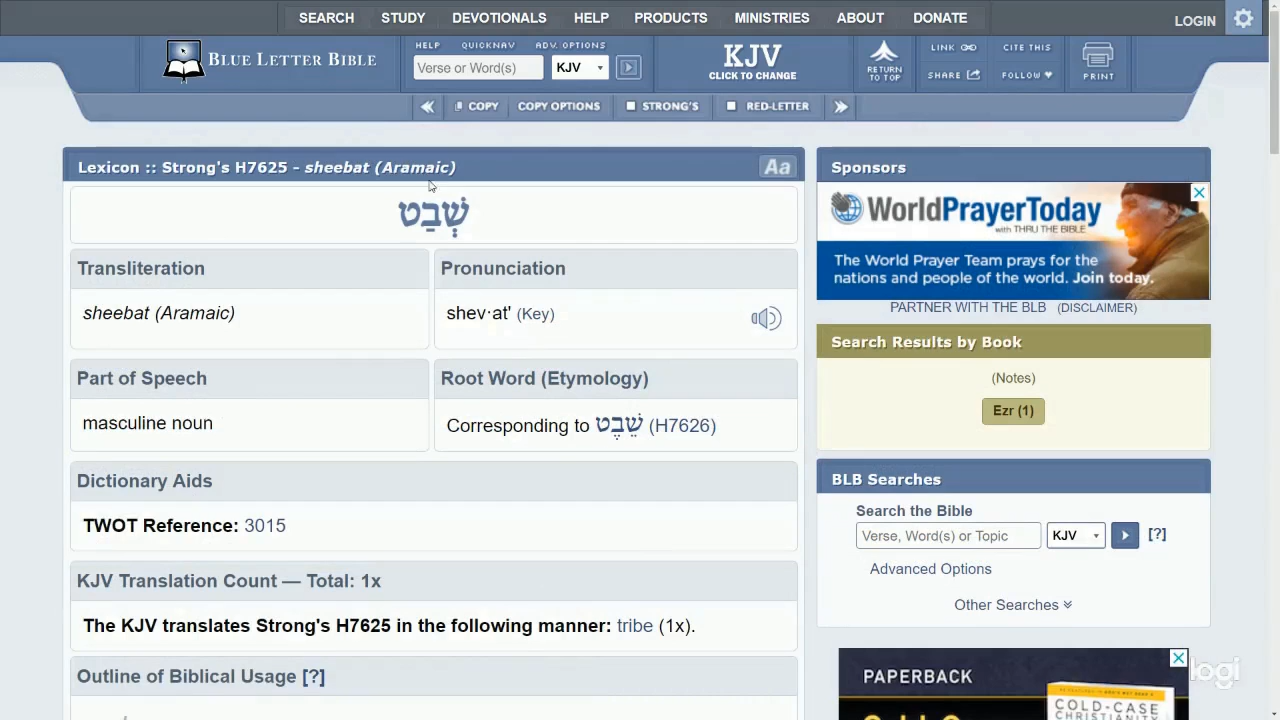 SEARCH STUDY DEVOTIONALS HELP PRODUCTS MINISTRIES ABOUT DONATE LOGIN
BLUE LETTER BIBLE
HELP QUICKNAV ADV. OPTIONS
Verse or Word(s) KJV
KJV
CLICK TO CHANGE
RETURN
TO TOP
LINK CITE THIS
SHARE FOLLOW
PRINT
COPY COPY OPTIONS STRONG'S RED-LETTER
Lexicon :: Strong's H7625 - sheebat (Aramaic) Aa
שְׁבַט
Transliteration
sheebat (Aramaic)
Pronunciation
shev·at' (Key)
Part of Speech
masculine noun
Root Word (Etymology)
Corresponding to שֵׁבֶט (H7626)
Dictionary Aids
TWOT Reference: 3015
KJV Translation Count — Total: 1x
The KJV translates Strong's H7625 in the following manner: tribe (1x).
Outline of Biblical Usage [?]
Sponsors
WorldPrayerToday
with THRU THE BIBLE
The World Prayer Team prays for the
nations and people of the world. Join today.
PARTNER WITH THE BLB (DISCLAIMER)
Search Results by Book
(Notes)
Ezr (1)
BLB Searches
Search the Bible
Verse, Word(s) or Topic KJV [?]
Advanced Options
Other Searches
PAPERBACK
COLD-CASE
CHRISTIANITY
logi